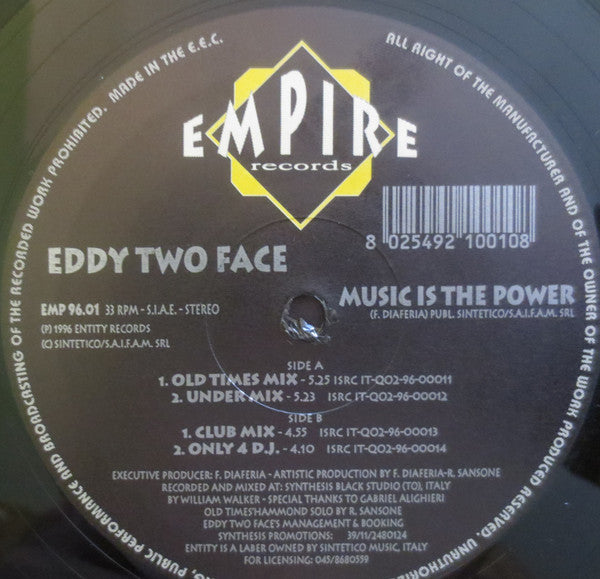 EMPIRE
records
8 025492 100108
EDDY TWO FACE
MUSIC IS THE POWER
(F. DIAFERIA) PUBL. SINTETICO/S.A.I.F.A.M. SRL
EMP 96.01 33 RPM - S.I.A.E. - STEREO
(P) 1996 ENTITY RECORDS
(C) SINTETICO/S.A.I.F.A.M. SRL
SIDE A
1. OLD TIMES MIX - 5.25 ISRC IT-QO2-96-00011
2. UNDER MIX - 5.23 ISRC IT-QO2-96-00012
SIDE B
1. CLUB MIX - 4.55 ISRC IT-QO2-96-00013
2. ONLY 4 D.J. - 4.10 ISRC IT-QO2-96-00014
EXECUTIVE PRODUCER: F. DIAFERIA - ARTISTIC PRODUCTION BY F. DIAFERIA-R. SANSONE
RECORDED AND MIXED AT: SYNTHESIS BLACK STUDIO (TO), ITALY
BY WILLIAM WALKER - SPECIAL THANKS TO GABRIEL ALIGHIERI
OLD TIMES'HAMMOND SOLO BY R. SANSONE
EDDY TWO FACE'S MANAGEMENT & BOOKING
SYNTHESIS PROMOTIONS: 39/11/2480124
ENTITY IS A LABER OWNED BY SINTETICO MUSIC, ITALY
FOR LICENSING: 045/8680559
ALL RIGHT OF THE MANUFACTURER AND OF THE OWNER OF THE WORK PRODUCED RESERVED.
PUBLIC PERFORMANCE AND BROADCASTING OF THE RECORDED WORK PROHIBITED. MADE IN THE E.E.C.